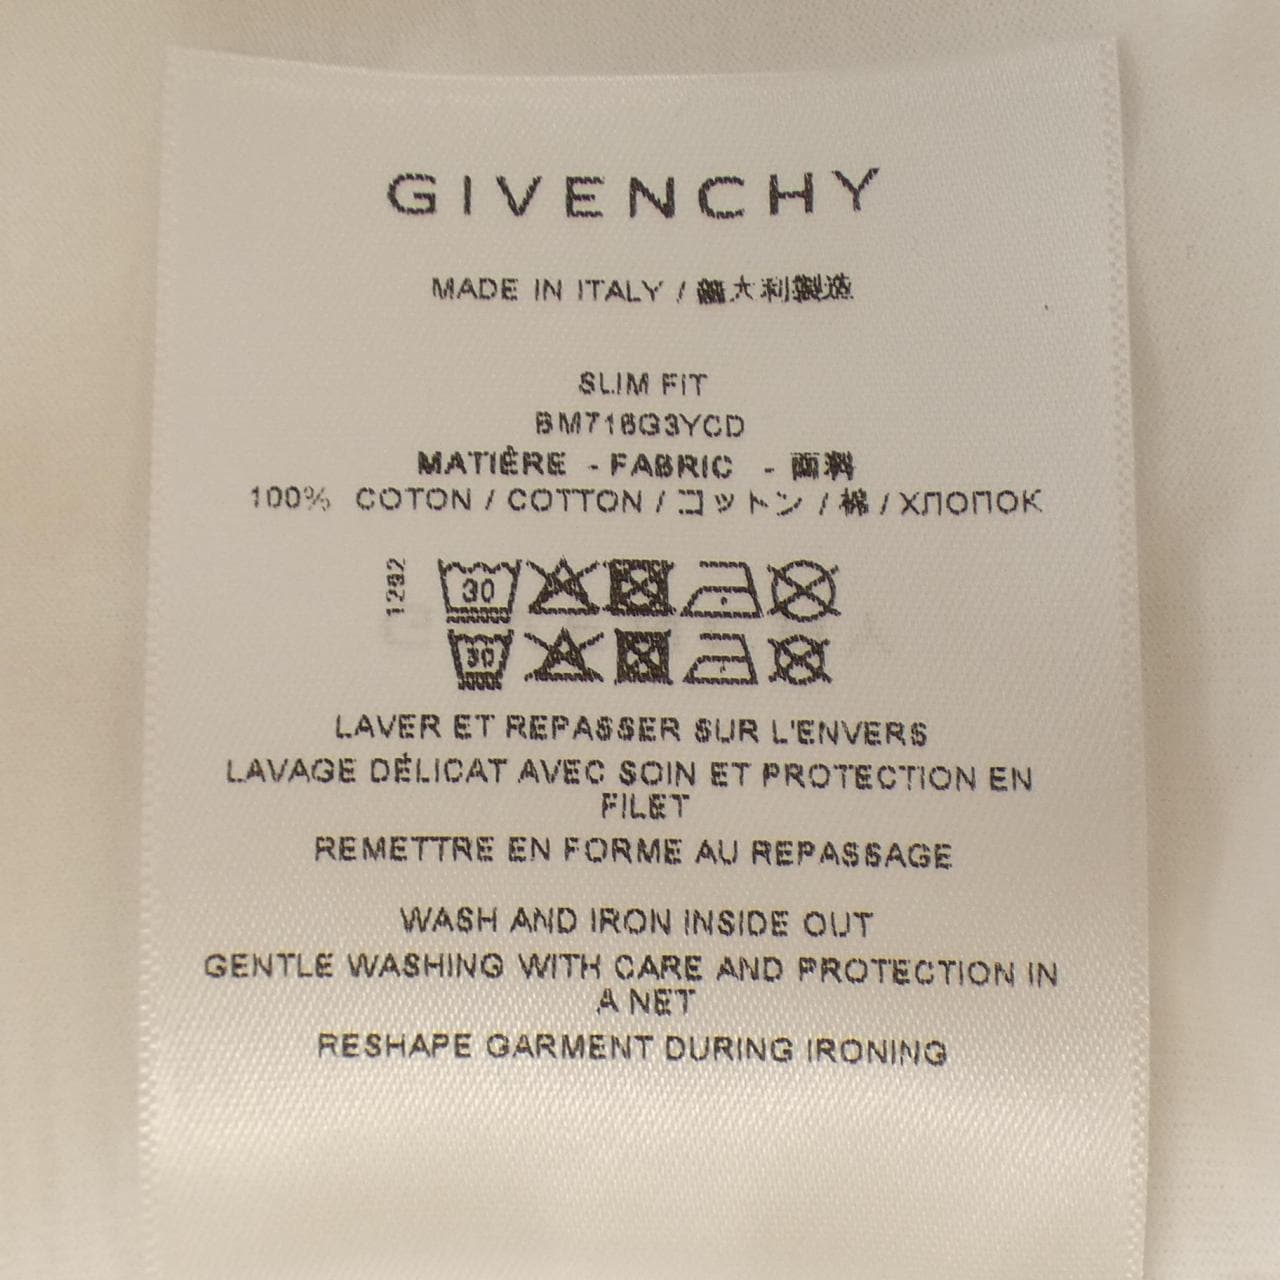 GIVENCHY
MADE IN ITALY / 義大利製造
SLIM FIT
BM716G3YCD
MATIÈRE - FABRIC - 面料
100% COTON / COTTON / コットン / 棉 / ХЛОПОК
1292
30
30
LAVER ET REPASSER SUR L'ENVERS
LAVAGE DÉLICAT AVEC SOIN ET PROTECTION EN
FILET
REMETTRE EN FORME AU REPASSAGE
WASH AND IRON INSIDE OUT
GENTLE WASHING WITH CARE AND PROTECTION IN
A NET
RESHAPE GARMENT DURING IRONING